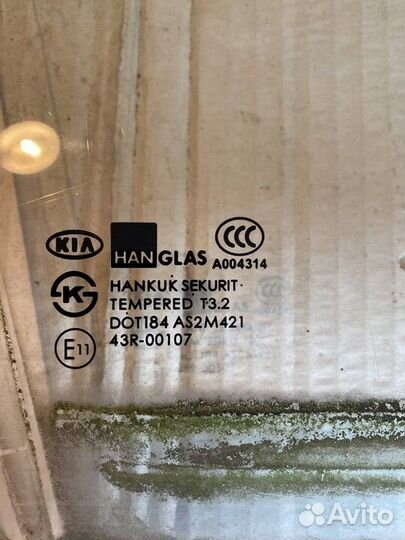 KIA HANGLAS CCC
A004314
K S HANKUK SEKURIT
TEMPERED T3.2
DOT184 AS2M421
E11 43R-00107
Avito